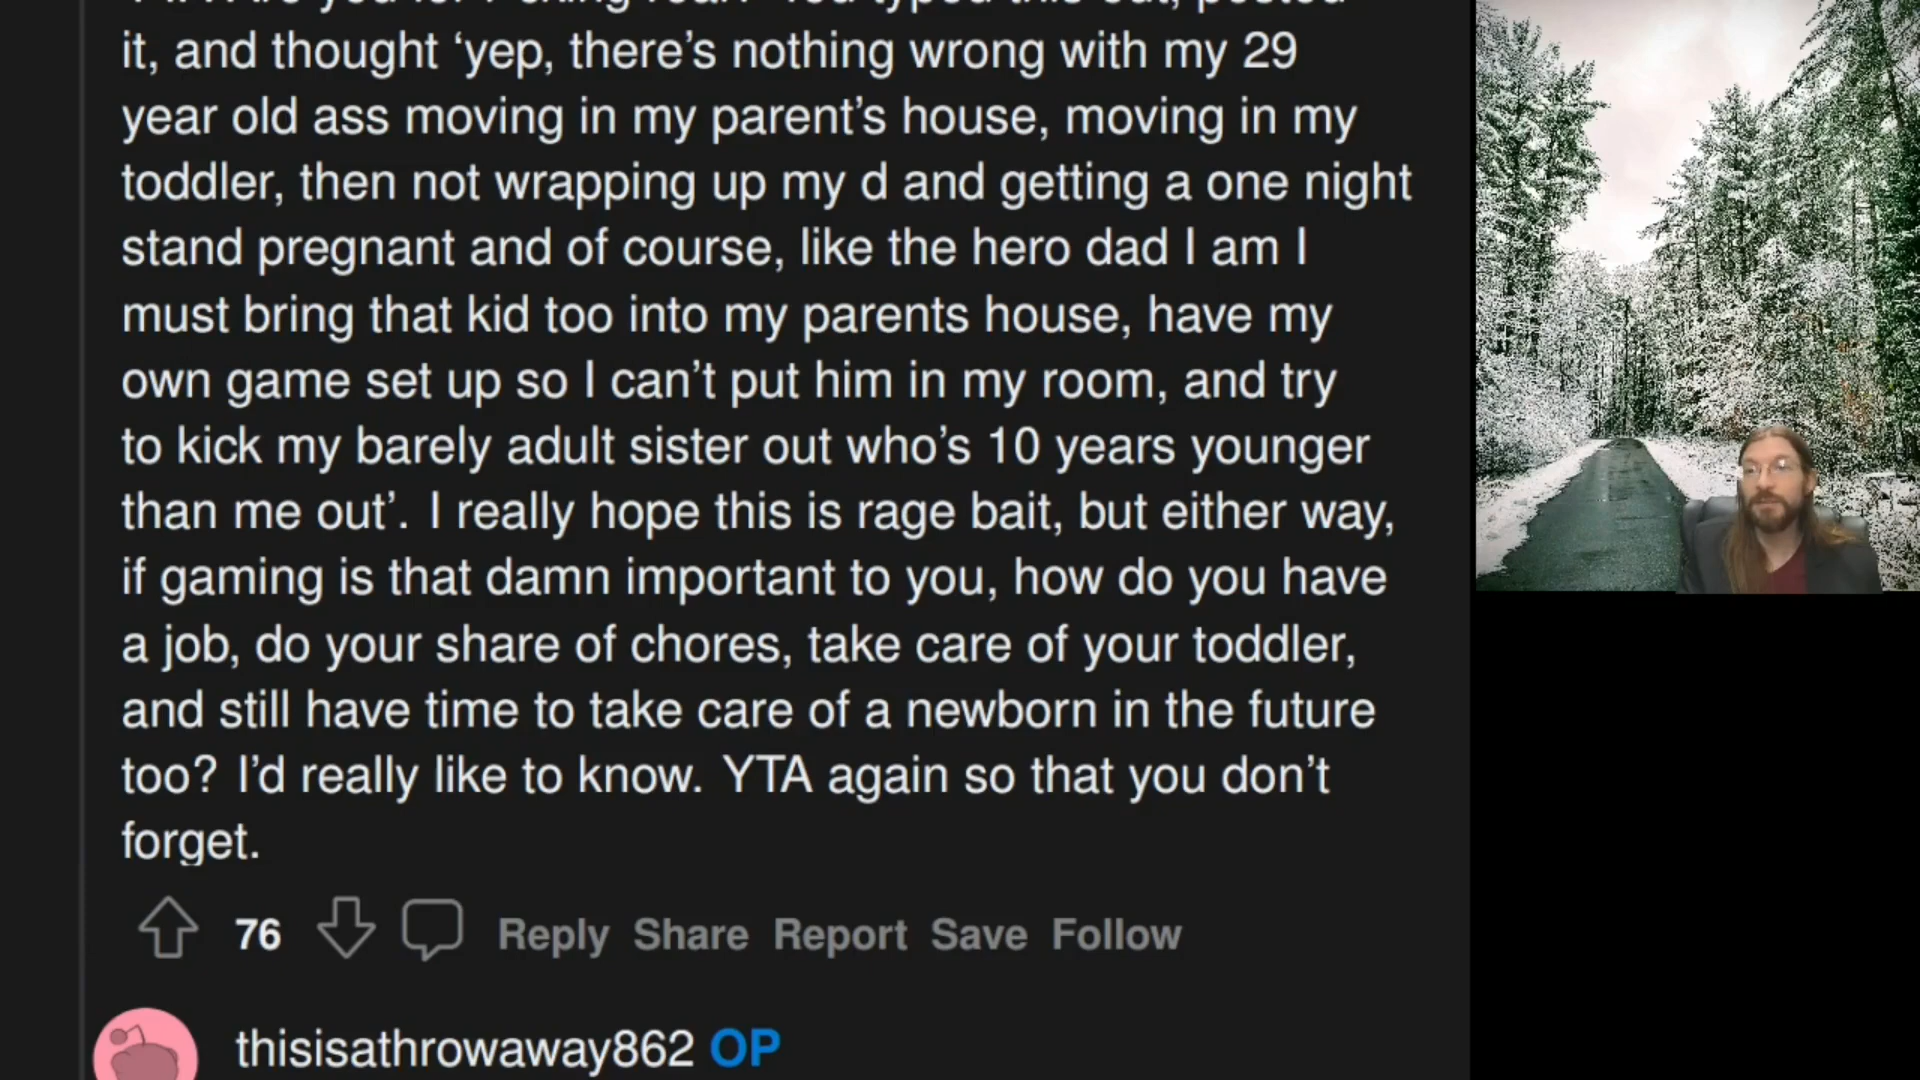 it, and thought ‘yep, there’s nothing wrong with my 29
year old ass moving in my parent’s house, moving in my
toddler, then not wrapping up my d and getting a one night
stand pregnant and of course, like the hero dad I am I
must bring that kid too into my parents house, have my
own game set up so I can’t put him in my room, and try
to kick my barely adult sister out who’s 10 years younger
than me out’. I really hope this is rage bait, but either way,
if gaming is that damn important to you, how do you have
a job, do your share of chores, take care of your toddler,
and still have time to take care of a newborn in the future
too? I’d really like to know. YTA again so that you don’t
forget.
76 Reply Share Report Save Follow
thisisathrowaway862 OP